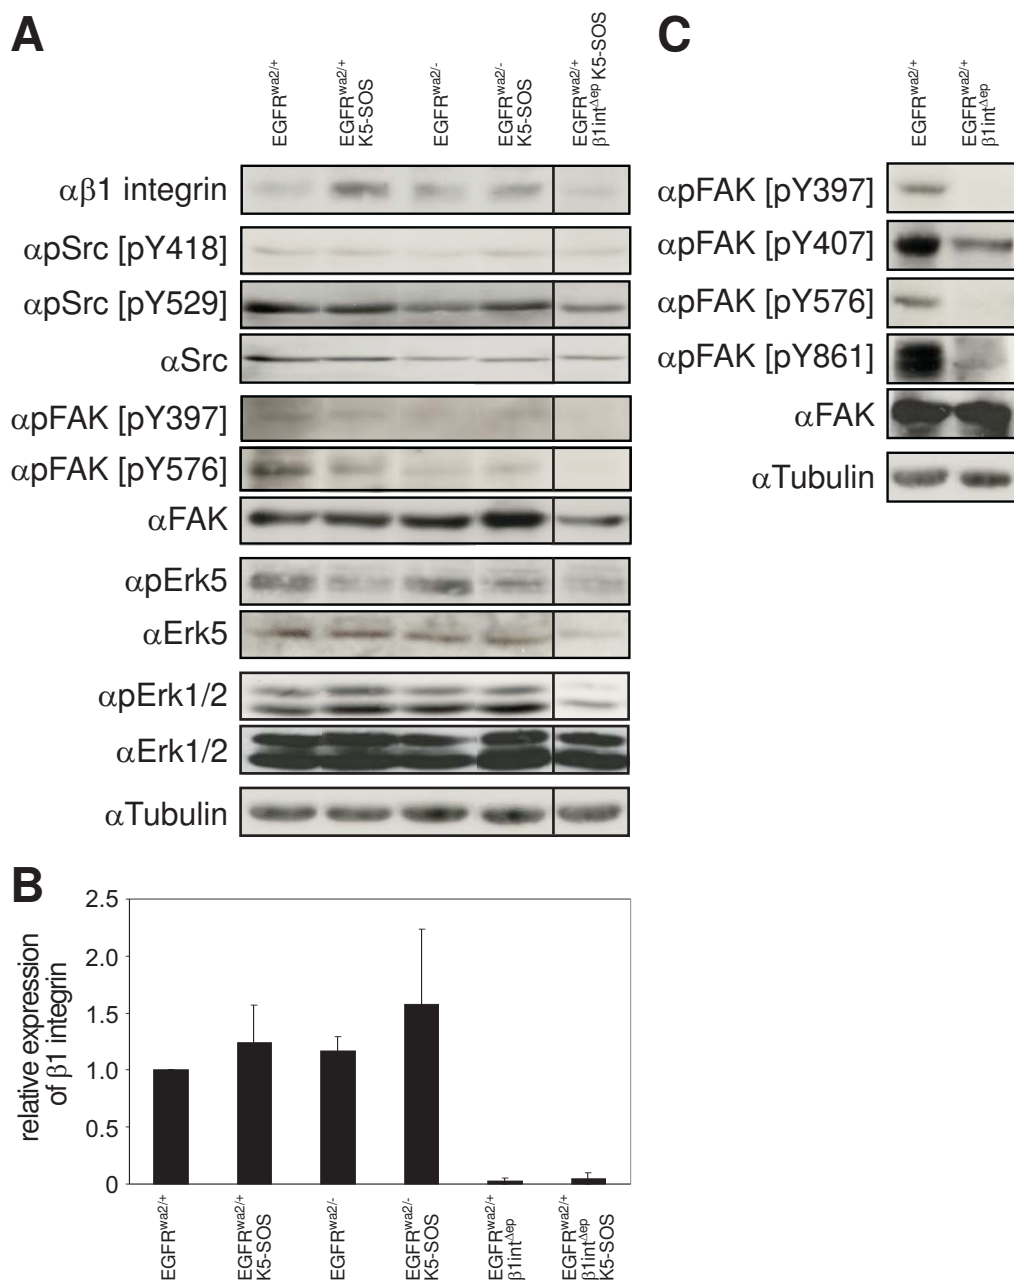 A
EGFRwa2/+
EGFRwa2/+
K5-SOS
EGFRwa2/-
EGFRwa2/-
K5-SOS
EGFRwa2/+
β1intΔep K5-SOS
αβ1 integrin
αpSrc [pY418]
αpSrc [pY529]
αSrc
αpFAK [pY397]
αpFAK [pY576]
αFAK
αpErk5
αErk5
αpErk1/2
αErk1/2
αTubulin
C
EGFRwa2/+
EGFRwa2/+
β1intΔep
αpFAK [pY397]
αpFAK [pY407]
αpFAK [pY576]
αpFAK [pY861]
αFAK
αTubulin
B
relative expression
of β1 integrin
2.5
2.0
1.5
1.0
0.5
0
EGFRwa2/+
EGFRwa2/+
K5-SOS
EGFRwa2/-
EGFRwa2/-
K5-SOS
EGFRwa2/+
β1intΔep
EGFRwa2/+
β1intΔep
K5-SOS